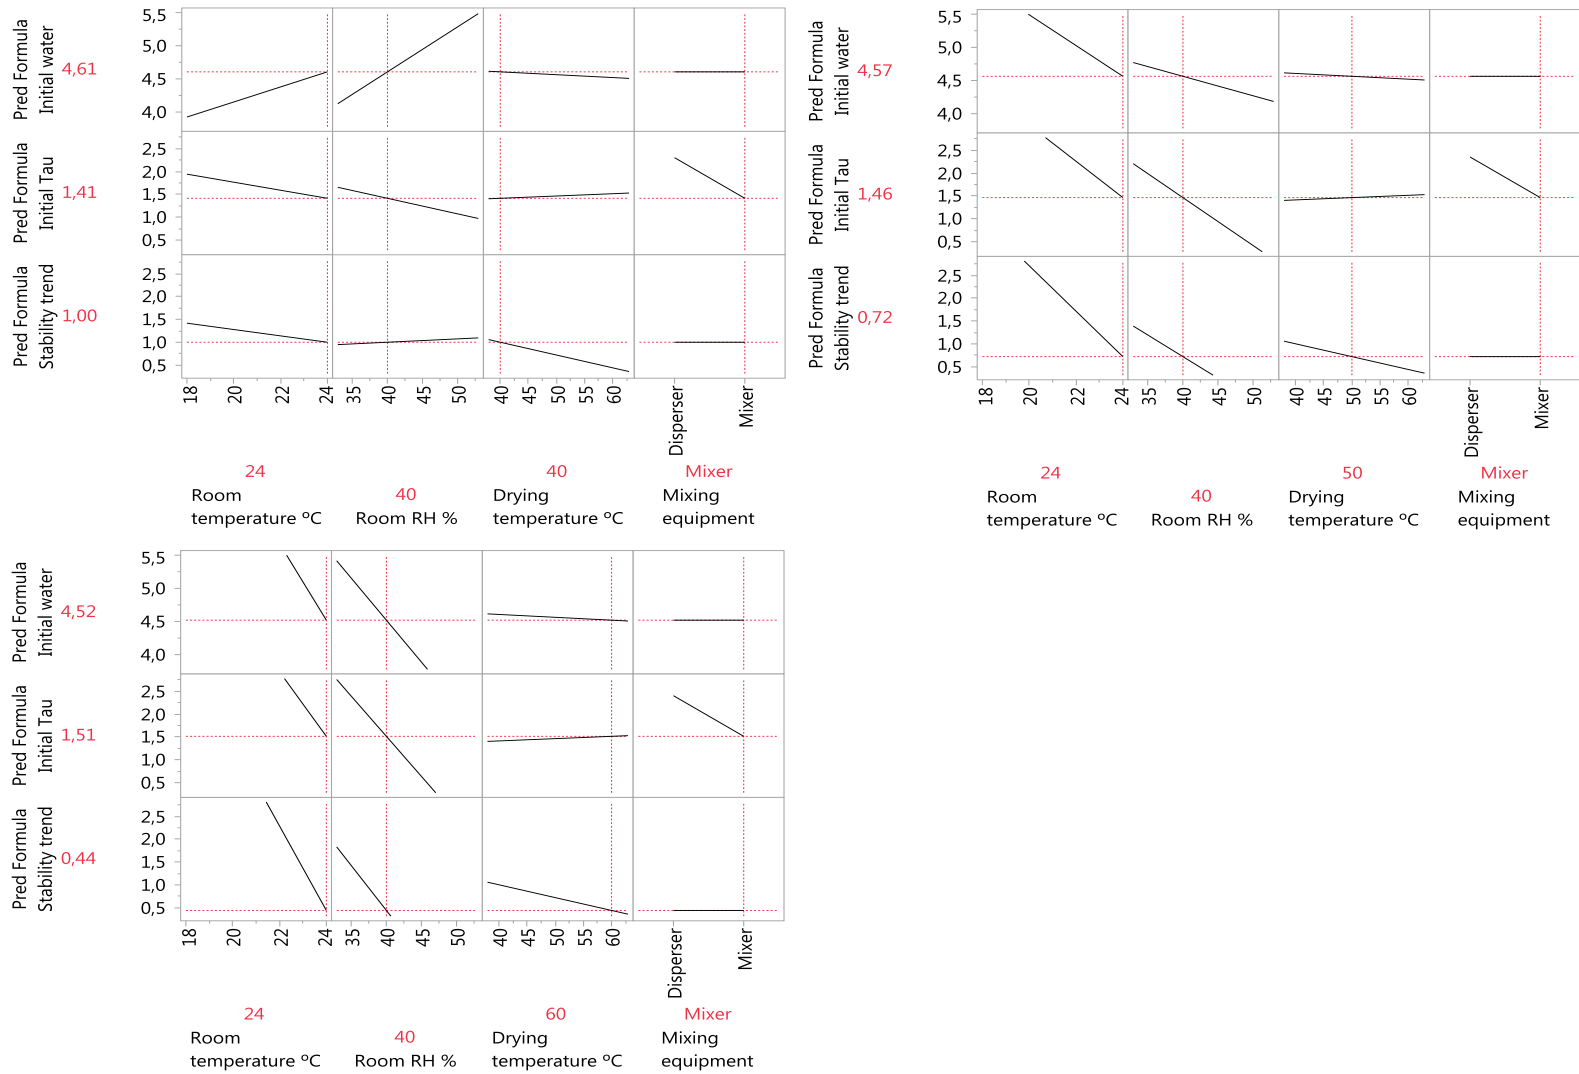 Pred Formula
Initial water
4,61
5,5
5,0
4,5
4,0
Pred Formula
Initial Tau
1,41
2,5
2,0
1,5
1,0
0,5
Pred Formula
Stability trend
1,00
2,5
2,0
1,5
1,0
0,5
18
20
22
24
35
40
45
50
40
45
50
55
60
Disperser
Mixer
24
Room
temperature ºC
40
Room RH %
40
Drying
temperature ºC
Mixer
Mixing
equipment
Pred Formula
Initial water
4,57
5,5
5,0
4,5
4,0
Pred Formula
Initial Tau
1,46
2,5
2,0
1,5
1,0
0,5
Pred Formula
Stability trend
0,72
2,5
2,0
1,5
1,0
0,5
18
20
22
24
35
40
45
50
40
45
50
55
60
Disperser
Mixer
24
Room
temperature ºC
40
Room RH %
50
Drying
temperature ºC
Mixer
Mixing
equipment
Pred Formula
Initial water
4,52
5,5
5,0
4,5
4,0
Pred Formula
Initial Tau
1,51
2,5
2,0
1,5
1,0
0,5
Pred Formula
Stability trend
0,44
2,5
2,0
1,5
1,0
0,5
18
20
22
24
35
40
45
50
40
45
50
55
60
Disperser
Mixer
24
Room
temperature ºC
40
Room RH %
60
Drying
temperature ºC
Mixer
Mixing
equipment